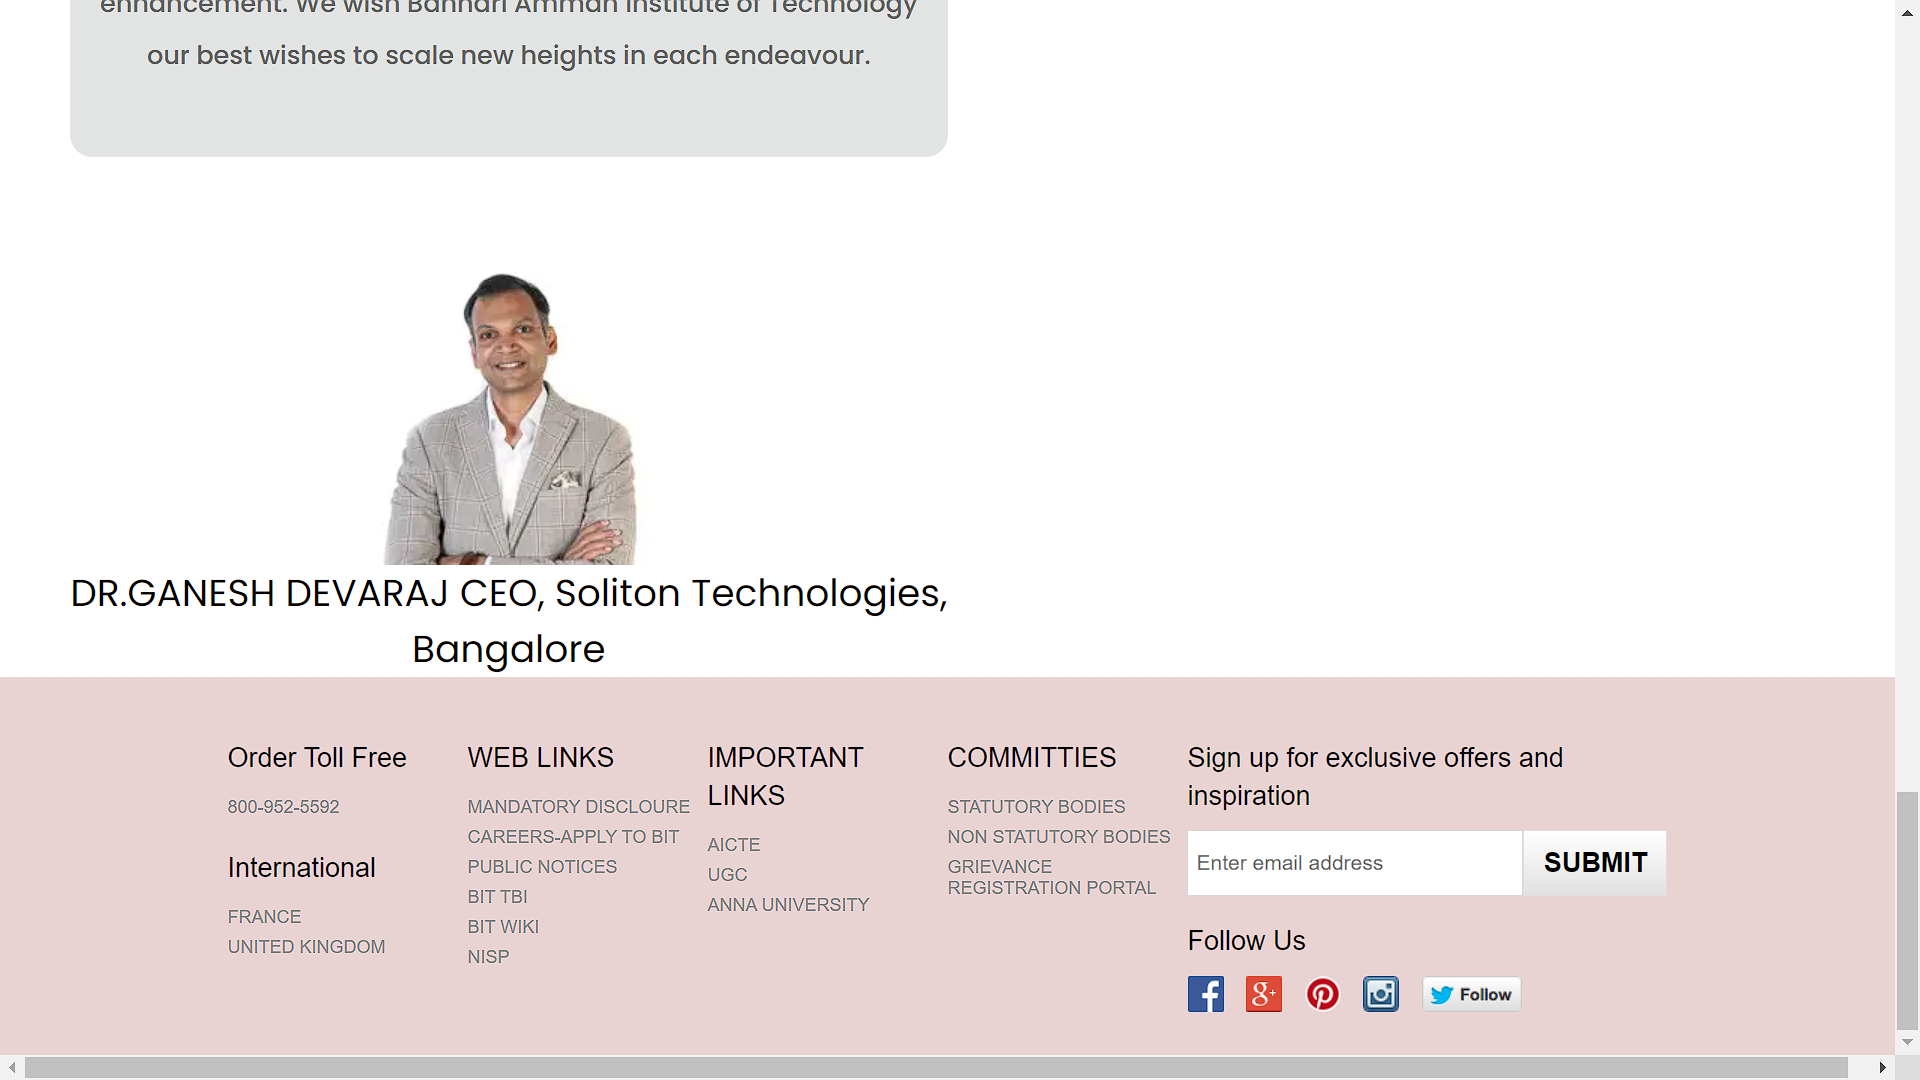 enhancement. We wish Bannari Amman Institute of Technology
our best wishes to scale new heights in each endeavour.
DR.GANESH DEVARAJ CEO, Soliton Technologies,
Bangalore
Order Toll Free
800-952-5592
International
FRANCE
UNITED KINGDOM
WEB LINKS
MANDATORY DISCLOURE
CAREERS-APPLY TO BIT
PUBLIC NOTICES
BIT TBI
BIT WIKI
NISP
IMPORTANT
LINKS
AICTE
UGC
ANNA UNIVERSITY
COMMITTIES
STATUTORY BODIES
NON STATUTORY BODIES
GRIEVANCE
REGISTRATION PORTAL
Sign up for exclusive offers and
inspiration
Enter email address
SUBMIT
Follow Us
Follow